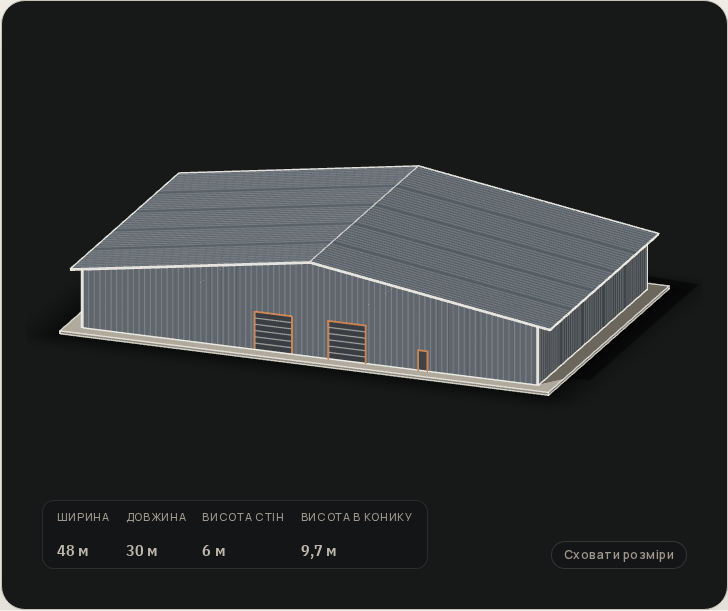 ШИРИНА ДОВЖИНА ВИСОТА СТІН ВИСОТА В КОНИКУ
48 м 30 м 6 м 9,7 м
Сховати розміри